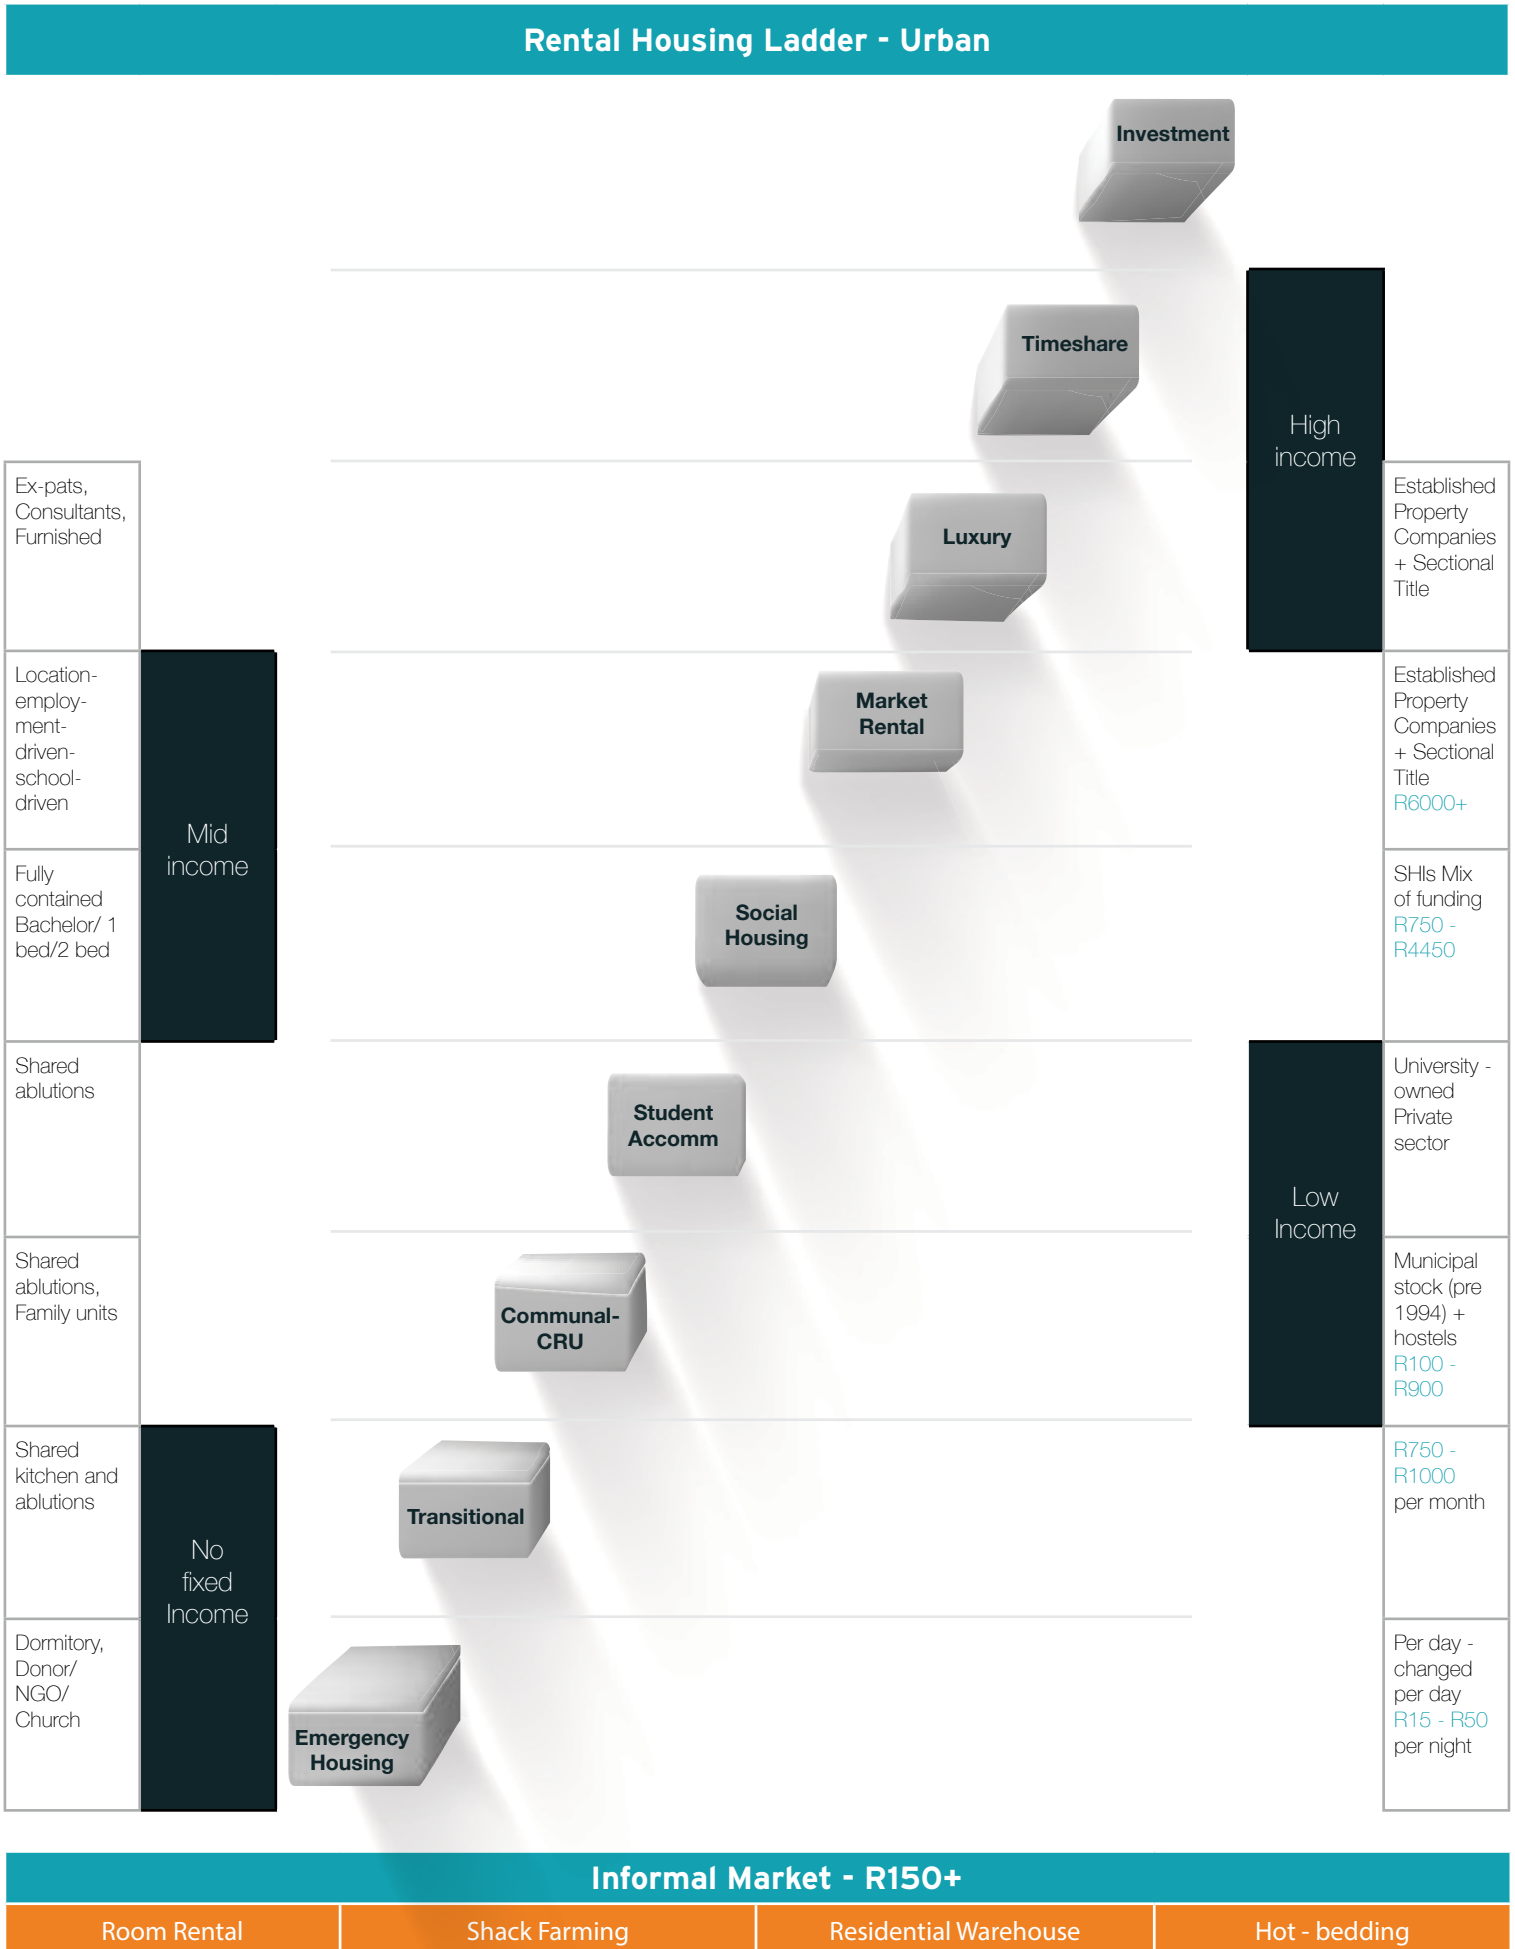 Rental Housing Ladder - Urban
Investment
Timeshare
High
income
Ex-pats,
Consultants,
Furnished
Luxury
Established
Property
Companies
+ Sectional
Title
Location-
employ-
ment-
driven-
school-
driven
Mid
income
Market
Rental
Established
Property
Companies
+ Sectional
Title
R6000+
Fully
contained
Bachelor/ 1
bed/2 bed
Social
Housing
SHIs Mix
of funding
R750 -
R4450
Shared
ablutions
Student
Accomm
Low
Income
University -
owned
Private
sector
Shared
ablutions,
Family units
Communal-
CRU
Municipal
stock (pre
1994) +
hostels
R100 -
R900
Shared
kitchen and
ablutions
No
fixed
Income
Transitional
R750 -
R1000
per month
Dormitory,
Donor/
NGO/
Church
Emergency
Housing
Per day -
changed
per day
R15 - R50
per night
Informal Market - R150+
Room Rental
Shack Farming
Residential Warehouse
Hot - bedding